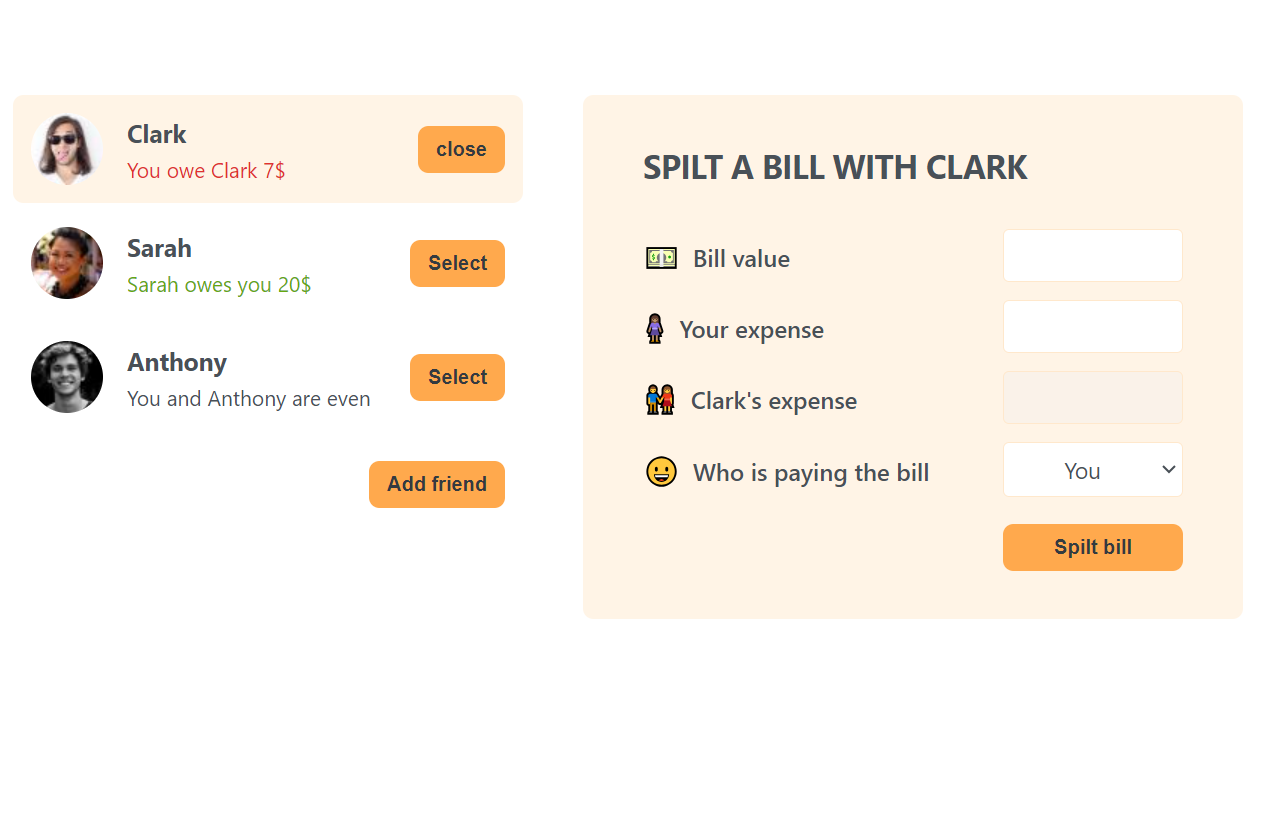 Clark
You owe Clark 7$
close
Sarah
Sarah owes you 20$
Select
Anthony
You and Anthony are even
Select
Add friend
SPILT A BILL WITH CLARK
Bill value
Your expense
Clark's expense
Who is paying the bill
You
Spilt bill